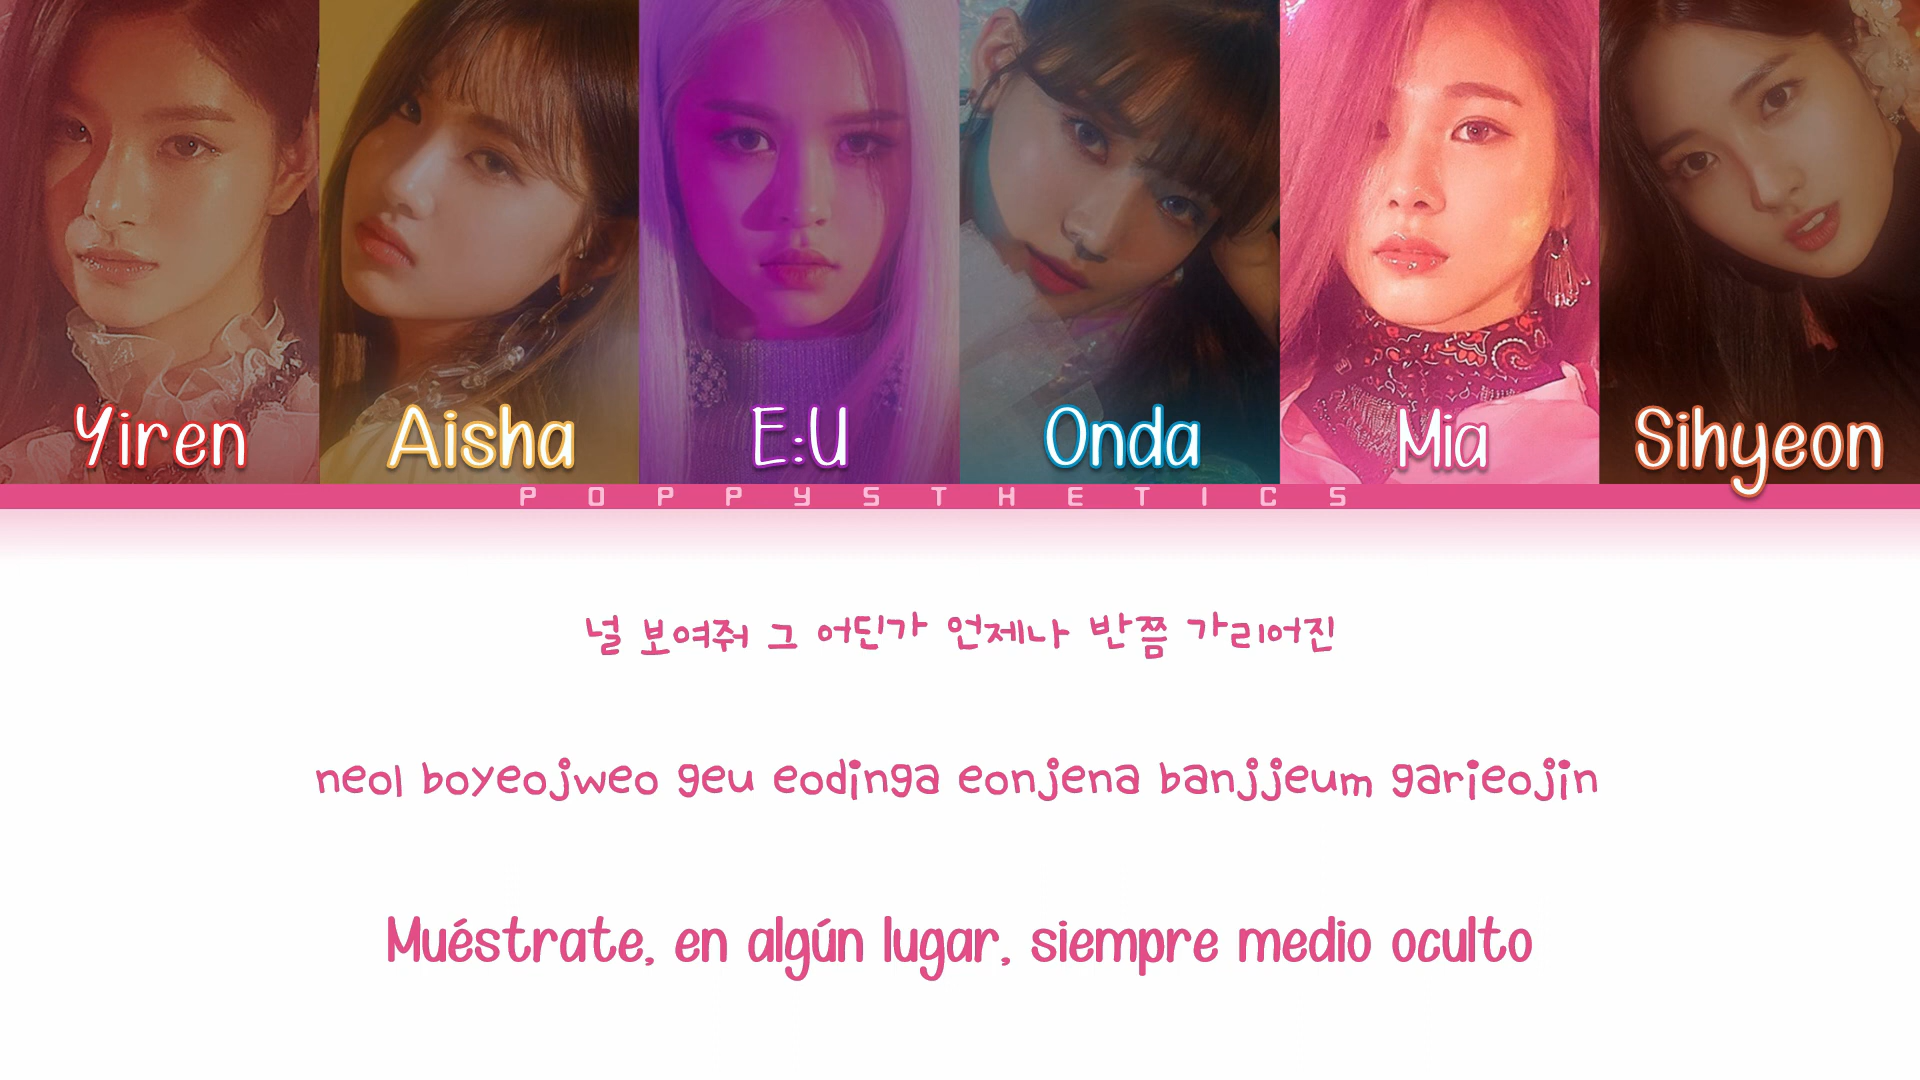 Yiren Aisha E:U Onda Mia Sihyeon
POPPYSTHETICS
널 보여줘 그 어딘가 언제나 반쯤 가리어진
neol boyeojweo geu eodinga eonjena banjjeum garieojin
Muéstrate, en algún lugar, siempre medio oculto